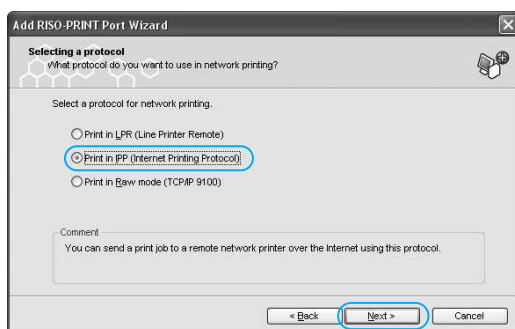 Add RISO-PRINT Port Wizard
Selecting a protocol
What protocol do you want to use in network printing?
Select a protocol for network printing.
Print in LPR (Line Printer Remote)
Print in IPP (Internet Printing Protocol)
Print in Raw mode (TCP/IP 9100)
Comment
You can send a print job to a remote network printer over the Internet using this protocol.
< Back Next > Cancel